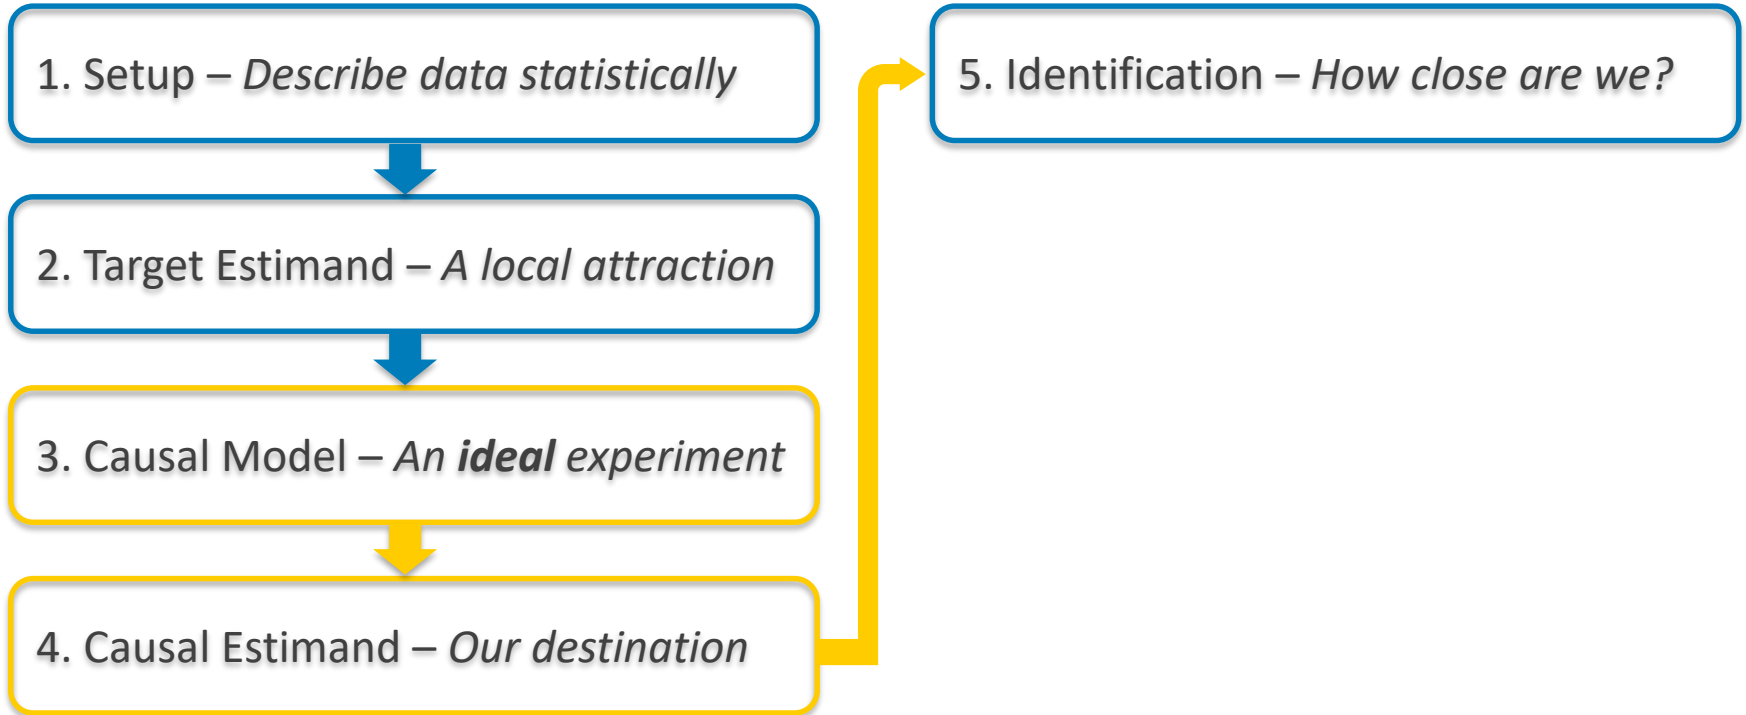 1. Setup – Describe data statistically
2. Target Estimand – A local attraction
3. Causal Model – An ideal experiment
4. Causal Estimand – Our destination
5. Identification – How close are we?